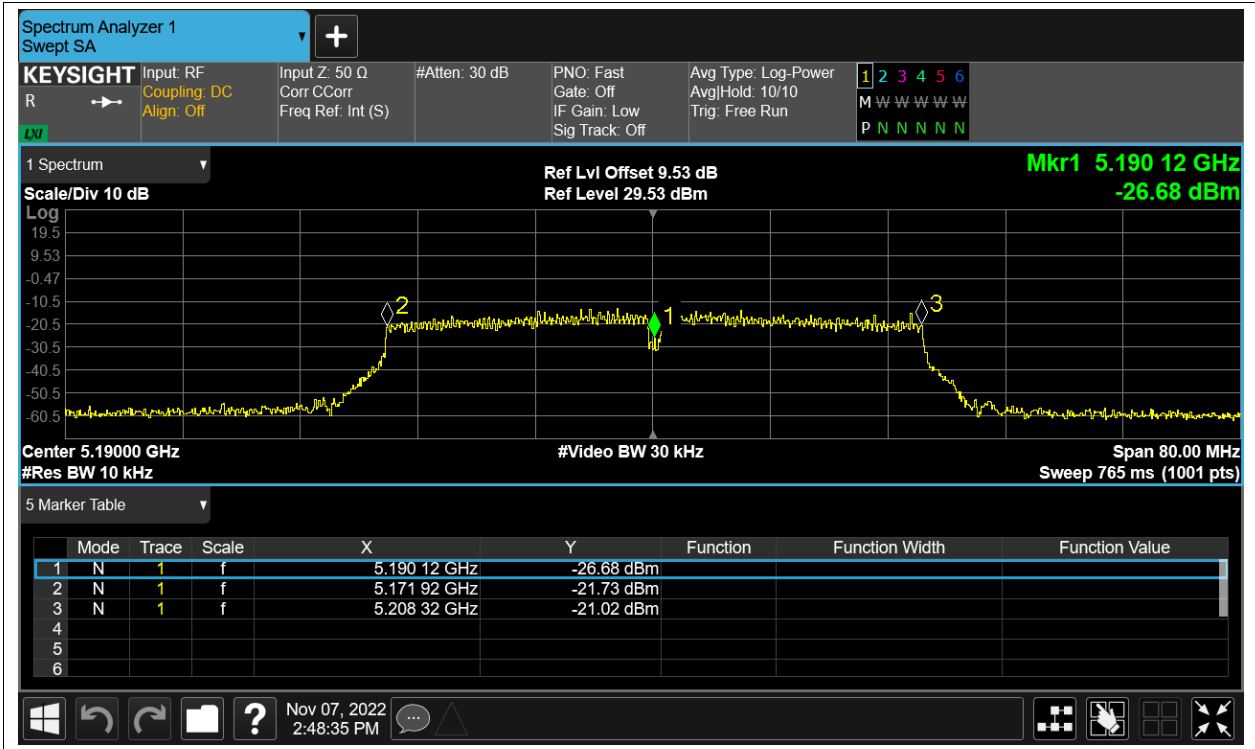 Spectrum Analyzer 1
Swept SA
+
KEYSIGHT Input: RF Input Z: 50 Ω #Atten: 30 dB PNO: Fast Avg Type: Log-Power 1 2 3 4 5 6
R Coupling: DC Corr CCorr Gate: Off Avg|Hold: 10/10 M W W W W W
Align: Off Freq Ref: Int (S) IF Gain: Low Trig: Free Run
LXI Sig Track: Off P N N N N N
1 Spectrum Ref Lvl Offset 9.53 dB Mkr1 5.190 12 GHz
Scale/Div 10 dB Ref Level 29.53 dBm -26.68 dBm
Log
19.5
9.53
-0.47
-10.5
2 1 3
-20.5
-30.5
-40.5
-50.5
-60.5
Center 5.19000 GHz #Video BW 30 kHz Span 80.00 MHz
#Res BW 10 kHz Sweep 765 ms (1001 pts)
5 Marker Table
Mode Trace Scale X Y Function Function Width Function Value
1 N 1 f 5.190 12 GHz -26.68 dBm
2 N 1 f 5.171 92 GHz -21.73 dBm
3 N 1 f 5.208 32 GHz -21.02 dBm
4
5
6
? Nov 07, 2022
2:48:35 PM